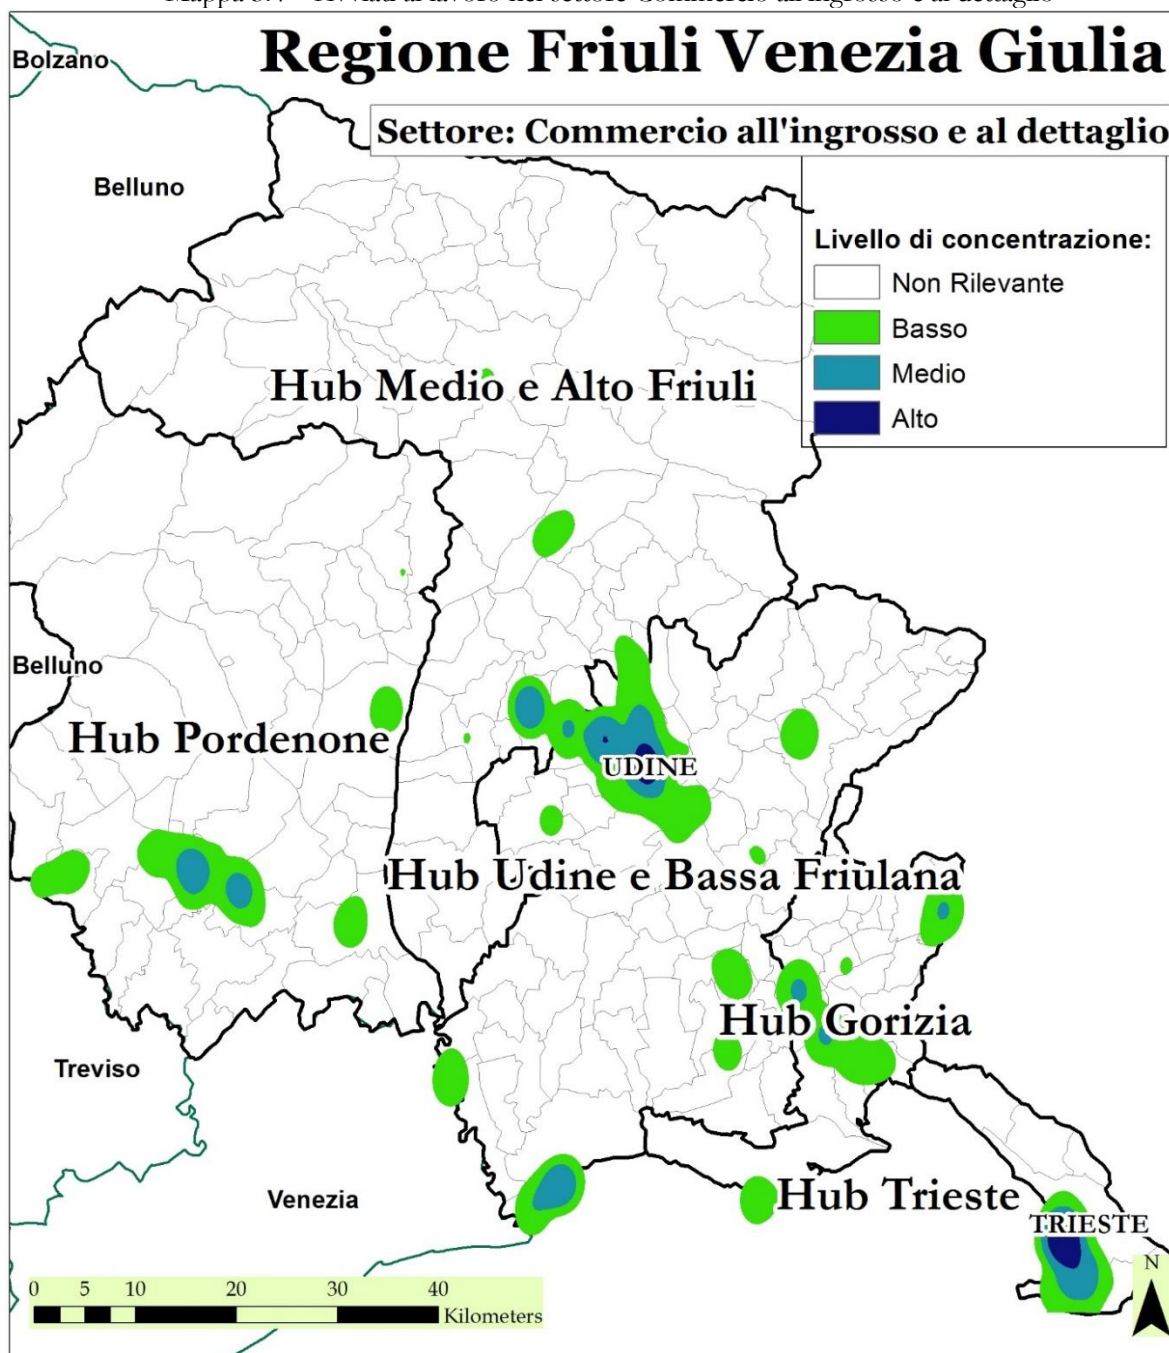 Regione Friuli Venezia Giulia
Bolzano
Settore: Commercio all'ingrosso e al dettaglio
Belluno
Livello di concentrazione:
Non Rilevante
Basso
Medio
Alto
Hub Medio e Alto Friuli
Belluno
Hub Pordenone
UDINE
Hub Udine e Bassa Friulana
Hub Gorizia
Treviso
Venezia
Hub Trieste
TRIESTE
N
0 5 10 20 30 40
Kilometers